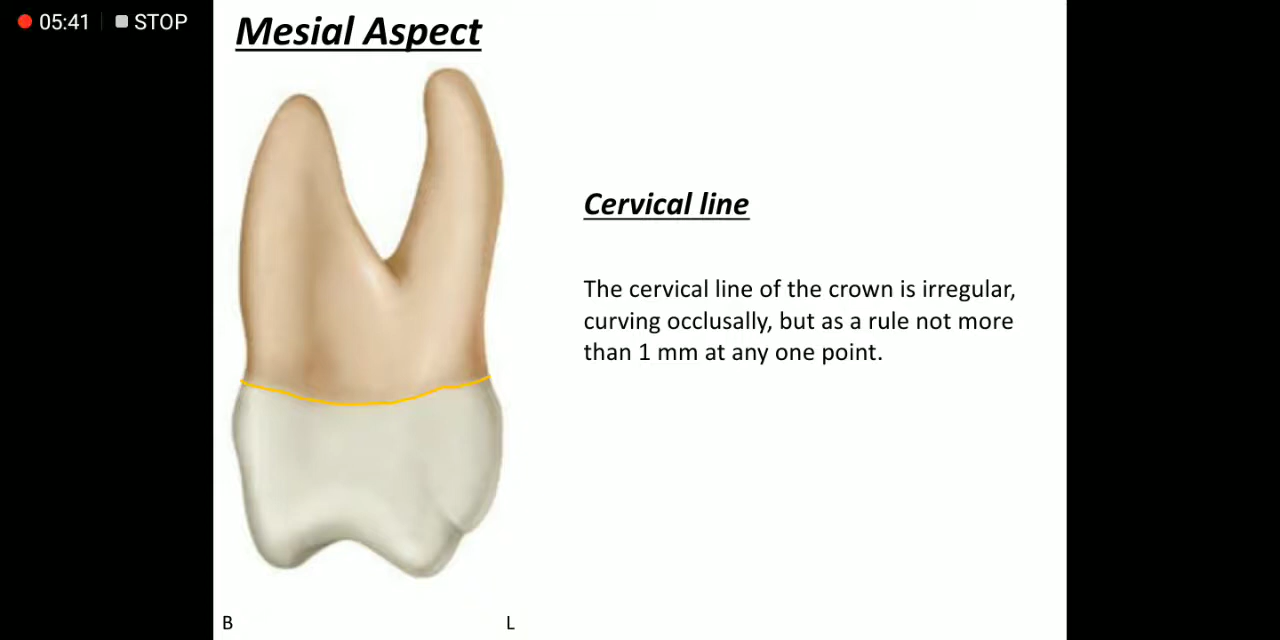 05:41 STOP
Mesial Aspect
Cervical line
The cervical line of the crown is irregular,
curving occlusally, but as a rule not more
than 1 mm at any one point.
B L